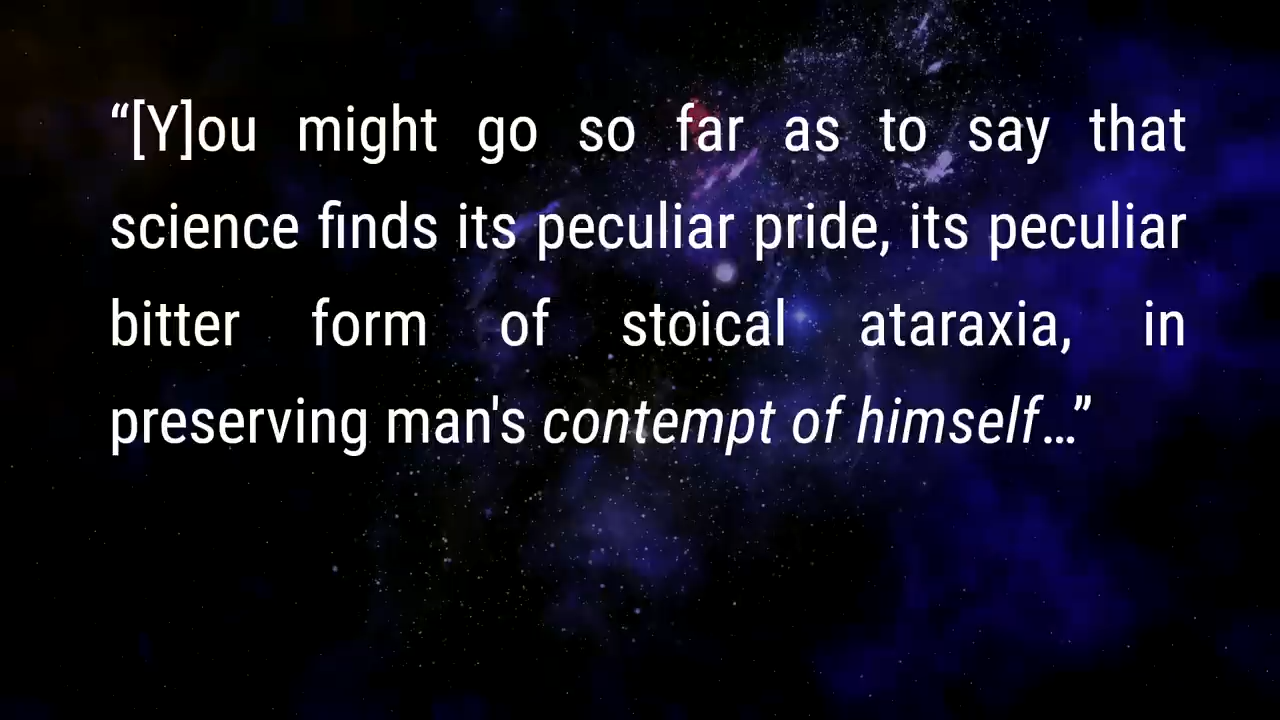 “[Y]ou might go so far as to say that
science finds its peculiar pride, its peculiar
bitter form of stoical ataraxia, in
preserving man's contempt of himself…”